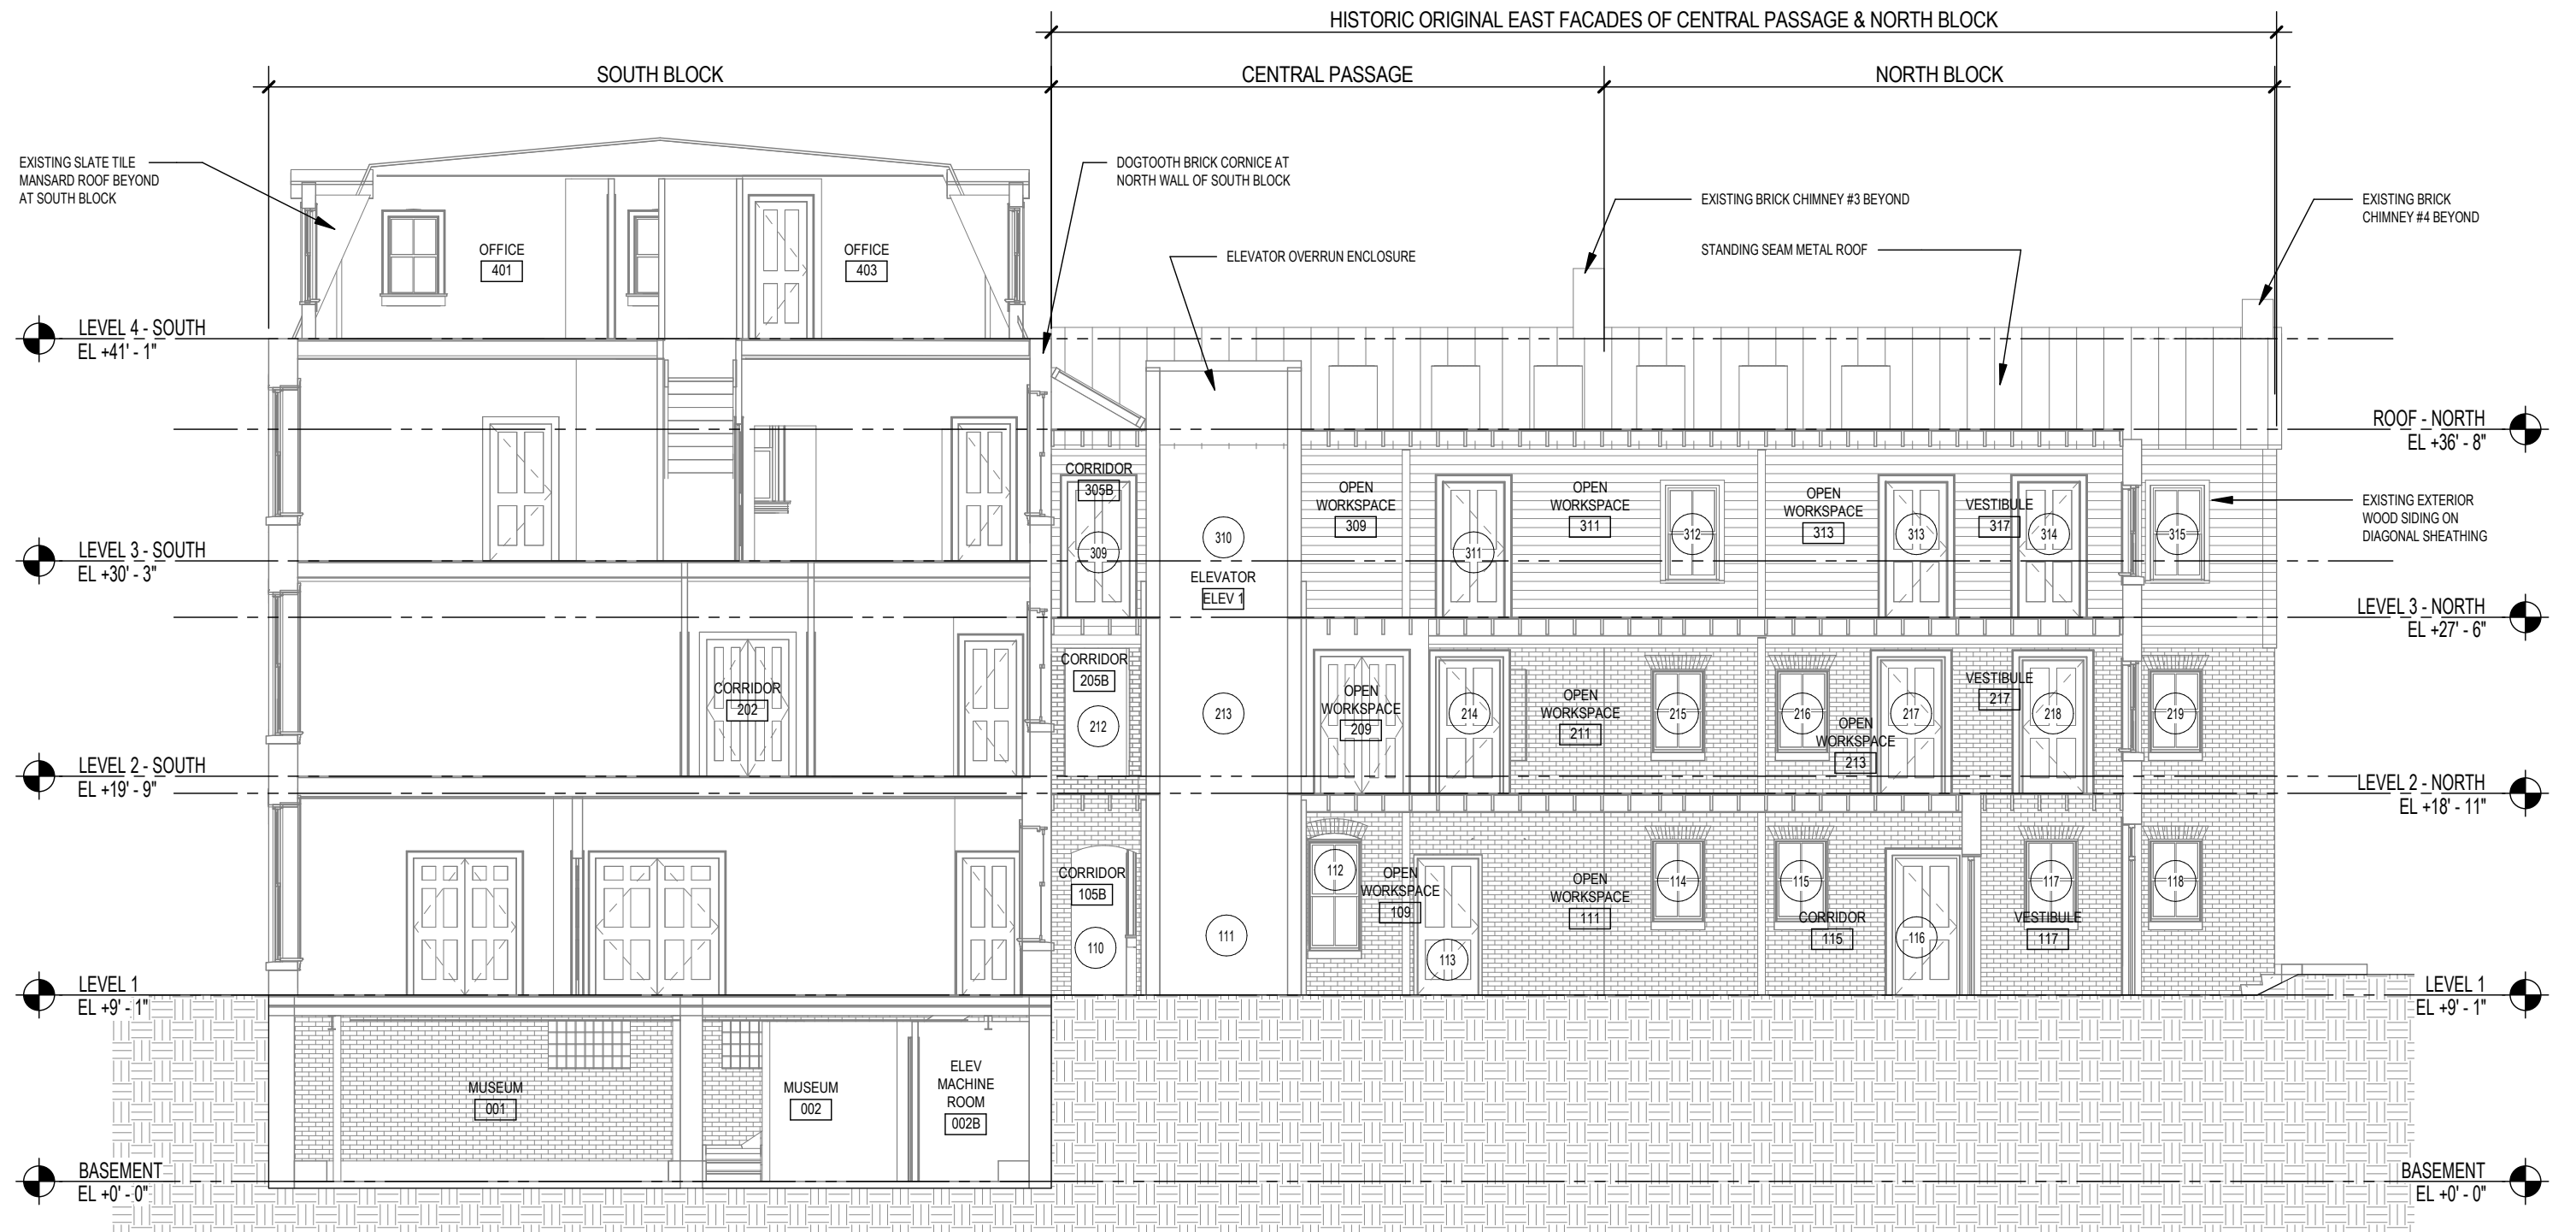 HISTORIC ORIGINAL EAST FACADES OF CENTRAL PASSAGE & NORTH BLOCK
SOUTH BLOCK
CENTRAL PASSAGE
NORTH BLOCK
EXISTING SLATE TILE
MANSARD ROOF BEYOND
AT SOUTH BLOCK
DOGTOOTH BRICK CORNICE AT
NORTH WALL OF SOUTH BLOCK
EXISTING BRICK CHIMNEY #3 BEYOND
EXISTING BRICK
CHIMNEY #4 BEYOND
ELEVATOR OVERRUN ENCLOSURE
STANDING SEAM METAL ROOF
OFFICE
401
OFFICE
403
LEVEL 4 - SOUTH
EL +41' - 1"
ROOF - NORTH
EL +36' - 8"
CORRIDOR
305B
309
310
ELEVATOR
ELEV 1
OPEN
WORKSPACE
309
311
OPEN
WORKSPACE
311
312
OPEN
WORKSPACE
313
313
VESTIBULE
317
314
315
EXISTING EXTERIOR
WOOD SIDING ON
DIAGONAL SHEATHING
LEVEL 3 - SOUTH
EL +30' - 3"
LEVEL 3 - NORTH
EL +27' - 6"
CORRIDOR
202
CORRIDOR
205B
212
213
OPEN
WORKSPACE
209
214
OPEN
WORKSPACE
211
215
216
OPEN
WORKSPACE
213
217
VESTIBULE
217
218
219
LEVEL 2 - SOUTH
EL +19' - 9"
LEVEL 2 - NORTH
EL +18' - 11"
CORRIDOR
105B
110
111
112
OPEN
WORKSPACE
109
113
OPEN
WORKSPACE
111
114
115
CORRIDOR
115
116
117
VESTIBULE
117
118
LEVEL 1
EL +9' - 1"
LEVEL 1
EL +9' - 1"
MUSEUM
001
MUSEUM
002
ELEV
MACHINE
ROOM
002B
BASEMENT
EL +0' - 0"
BASEMENT
EL +0' - 0"